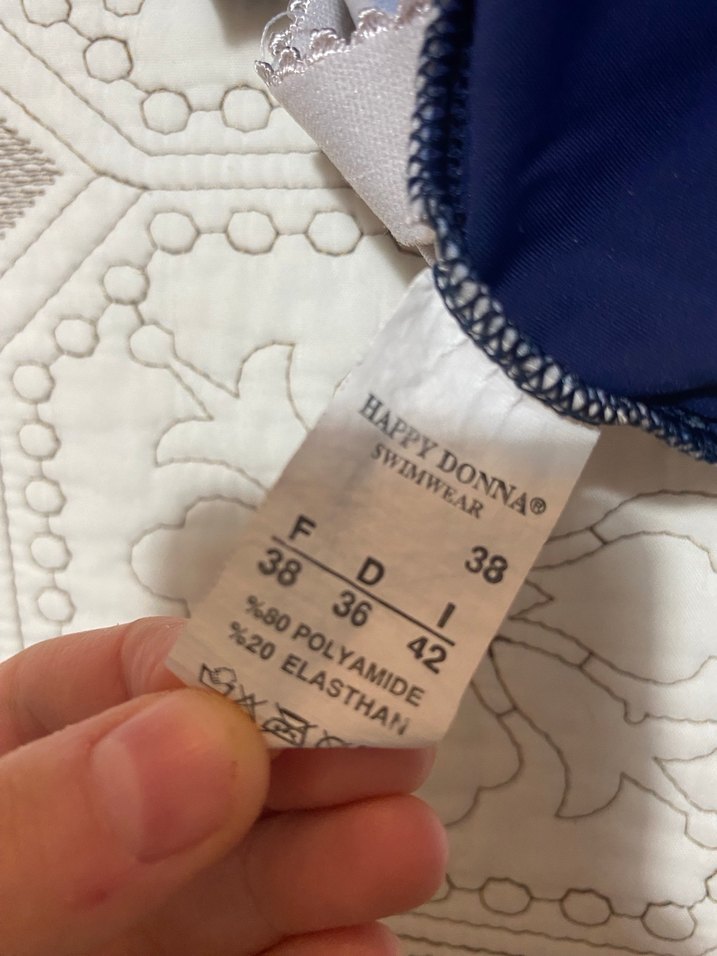 HAPPY DONNA®
SWIMWEAR
38
F D I
38 36 42
%80 POLYAMIDE
%20 ELASTHAN